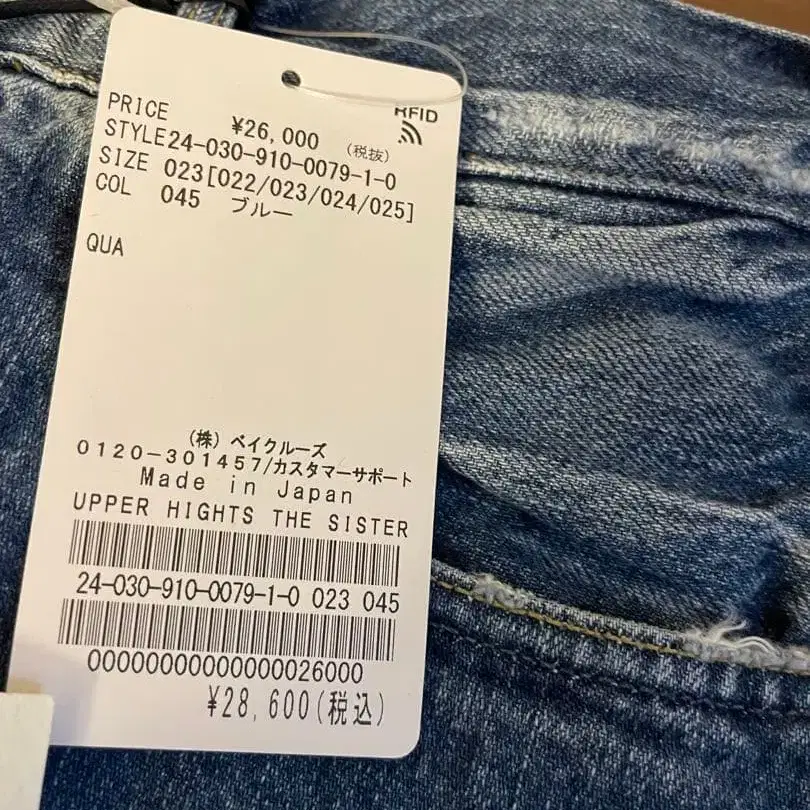 RFID
PRICE ¥26,000 (税抜)
STYLE24-030-910-0079-1-0
SIZE 023[022/023/024/025]
COL 045 ブルー
QUA
(株) ベイクルーズ
0120-301457/カスタマーサポート
Made in Japan
UPPER HIGHTS THE SISTER
24-030-910-0079-1-0 023 045
00000000000000026000
¥28,600(税込)